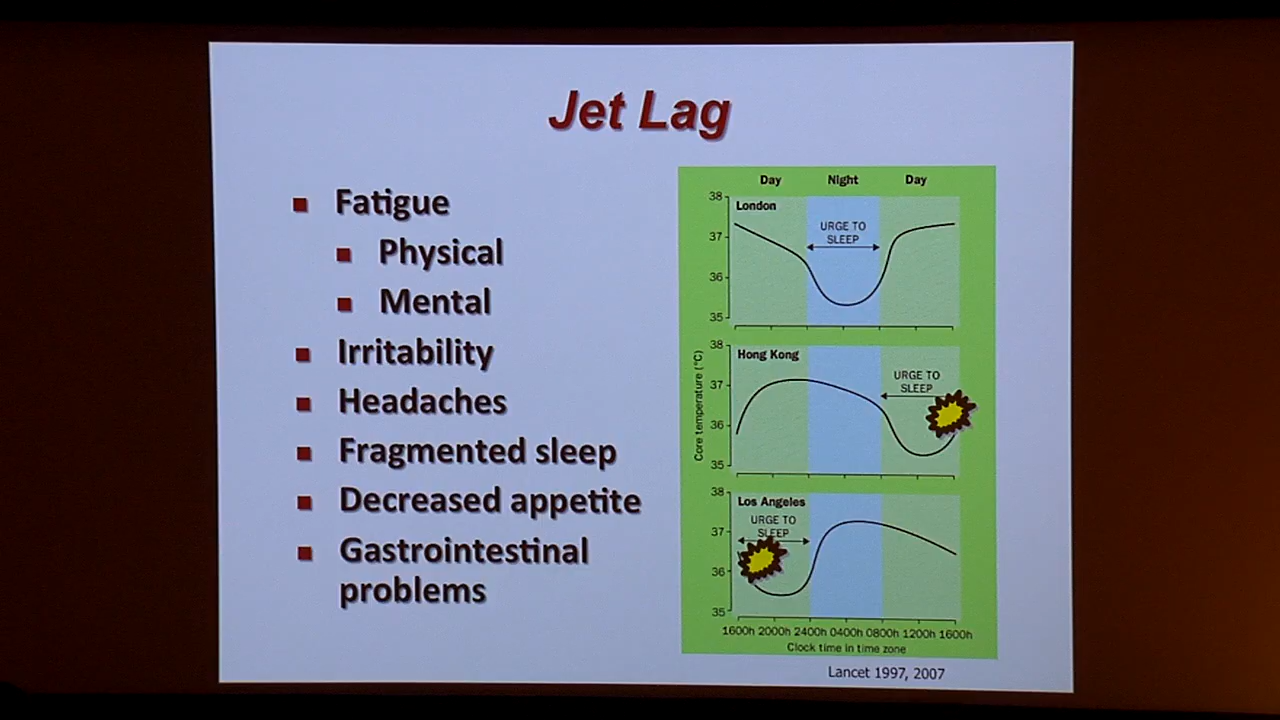 Jet Lag
Fatigue
Physical
Mental
Irritability
Headaches
Fragmented sleep
Decreased appetite
Gastrointestinal
problems
Day Night Day
38
London
URGE TO
SLEEP
37
36
35
Core temperature (°C)
38
Hong Kong
URGE TO
SLEEP
37
36
35
38
Los Angeles
URGE TO
SLEEP
37
36
35
1600h 2000h 2400h 0400h 0800h 1200h 1600h
Clock time in time zone
Lancet 1997, 2007